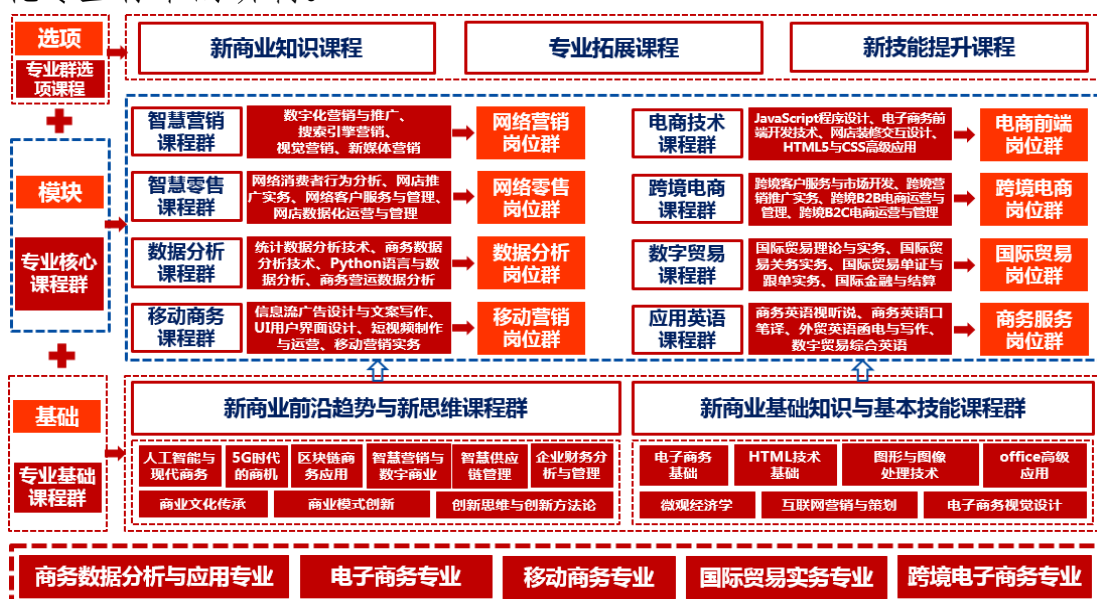 选项
专业群选
项课程
新商业知识课程
专业拓展课程
新技能提升课程
模块
专业核心
课程群
智慧营销
课程群
数字化营销与推广、
搜索引擎营销、
视觉营销、新媒体营销
网络营销
岗位群
电商技术
课程群
JavaScript程序设计、电子商务前
端开发技术、网店装修交互设计、
HTML5与CSS高级应用
电商前端
岗位群
智慧零售
课程群
网络消费者行为分析、网店推
广实务、网络客户服务与管理、
网店数据化运营与管理
网络零售
岗位群
跨境电商
课程群
跨境客户服务与市场开发、跨境营
销推广实务、跨境B2B电商运营与
管理、跨境B2C电商运营与管理
跨境电商
岗位群
数据分析
课程群
统计数据分析技术、商务数据
分析技术、Python语言与数
据分析、商务营运数据分析
数据分析
岗位群
数字贸易
课程群
国际贸易理论与实务、国际贸
易关务实务、国际贸易单证与
跟单实务、国际金融与结算
国际贸易
岗位群
移动商务
课程群
信息流广告设计与文案写作、
UI用户界面设计、短视频制作
与运营、移动营销实务
移动营销
岗位群
应用英语
课程群
商务英语视听说、商务英语口
笔译、外贸英语函电与写作、
数字贸易综合英语
商务服务
岗位群
基础
专业基础
课程群
新商业前沿趋势与新思维课程群
人工智能与
现代商务
5G时代
的商机
区块链商
务应用
智慧营销与
数字商业
智慧供应
链管理
企业财务分
析与管理
商业文化传承
商业模式创新
创新思维与创新方法论
新商业基础知识与基本技能课程群
电子商务
基础
HTML技术
基础
图形与图像
处理技术
office高级
应用
微观经济学
互联网营销与策划
电子商务视觉设计
商务数据分析与应用专业
电子商务专业
移动商务专业
国际贸易实务专业
跨境电子商务专业